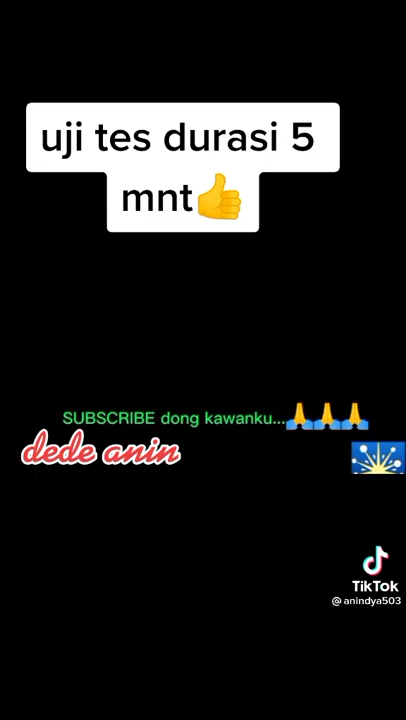 uji tes durasi 5
mnt👍
SUBSCRIBE dong kawanku...🙏🙏🙏
dede anin
TikTok
@anindya503